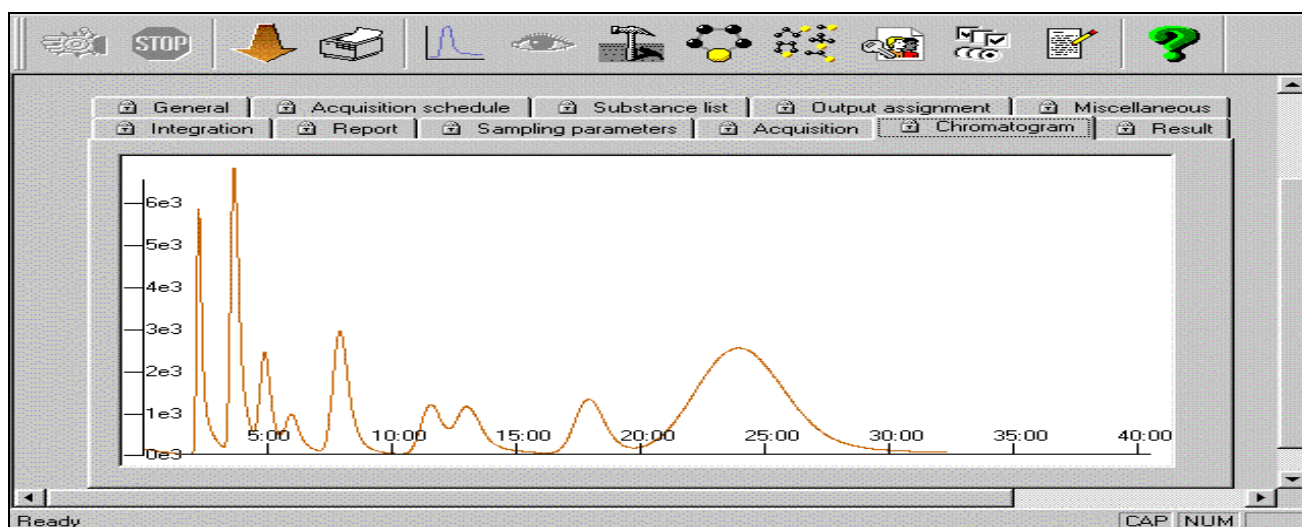 STOP
General Acquisition schedule Substance list Output assignment Miscellaneous
Integration Report Sampling parameters Acquisition Chromatogram Result
6e3
5e3
4e3
3e3
2e3
1e3
5:00 10:00 15:00 20:00 25:00 30:00 35:00 40:00
0e3
Ready CAP NUM